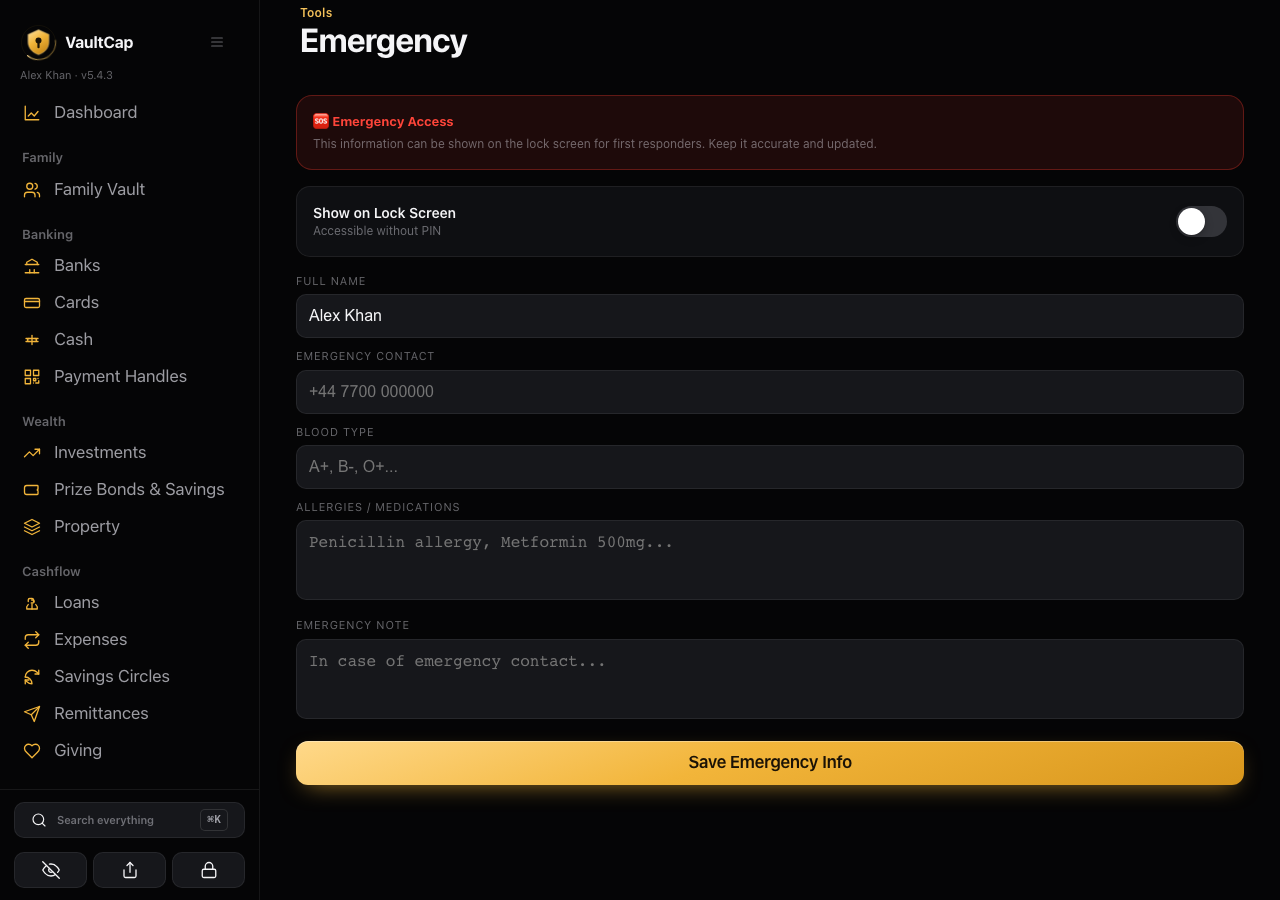 VaultCap
Alex Khan · v5.4.3
Dashboard
Family
Family Vault
Banking
Banks
Cards
Cash
Payment Handles
Wealth
Investments
Prize Bonds & Savings
Property
Cashflow
Loans
Expenses
Savings Circles
Remittances
Giving
Search everything ⌘K
Tools
Emergency
🆘 Emergency Access
This information can be shown on the lock screen for first responders. Keep it accurate and updated.
Show on Lock Screen
Accessible without PIN
FULL NAME
Alex Khan
EMERGENCY CONTACT
+44 7700 000000
BLOOD TYPE
A+, B-, O+...
ALLERGIES / MEDICATIONS
Penicillin allergy, Metformin 500mg...
EMERGENCY NOTE
In case of emergency contact...
Save Emergency Info